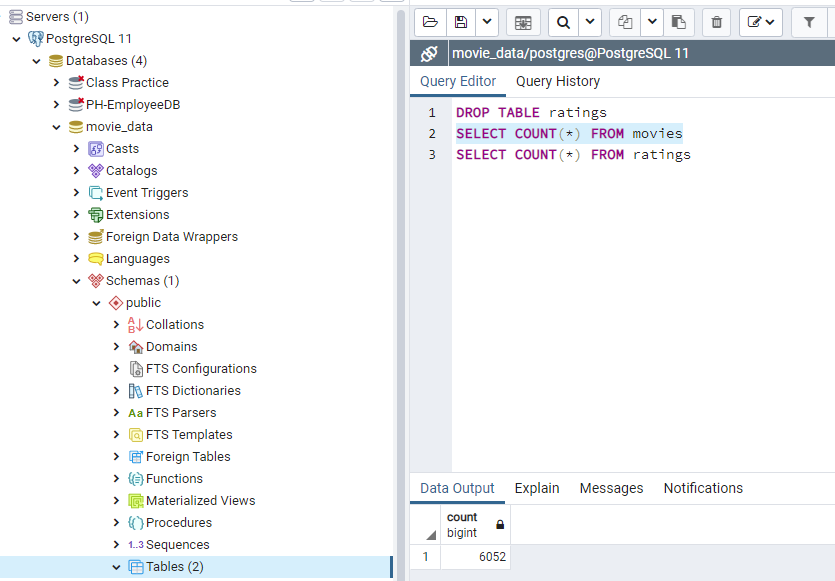 Servers (1)
PostgreSQL 11
Databases (4)
Class Practice
PH-EmployeeDB
movie_data
Casts
Catalogs
Event Triggers
Extensions
Foreign Data Wrappers
Languages
Schemas (1)
public
Collations
Domains
FTS Configurations
FTS Dictionaries
Aa FTS Parsers
FTS Templates
Foreign Tables
Functions
Materialized Views
Procedures
1..3 Sequences
Tables (2)
movie_data/postgres@PostgreSQL 11
Query Editor Query History
1 DROP TABLE ratings
2 SELECT COUNT(*) FROM movies
3 SELECT COUNT(*) FROM ratings
Data Output Explain Messages Notifications
count
bigint
1 6052